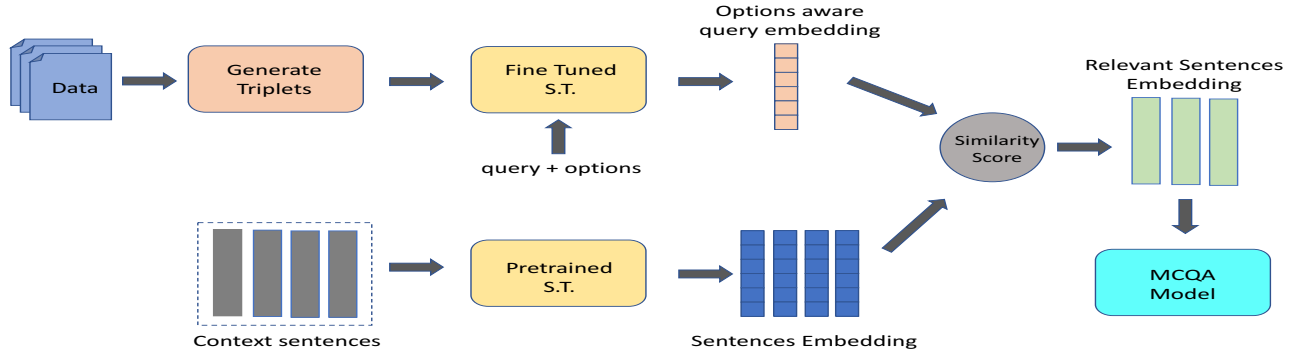 Data
Generate
Triplets
Fine Tuned
S.T.
query + options
Options aware
query embedding
Similarity
Score
Relevant Sentences
Embedding
Context sentences
Pretrained
S.T.
Sentences Embedding
MCQA
Model